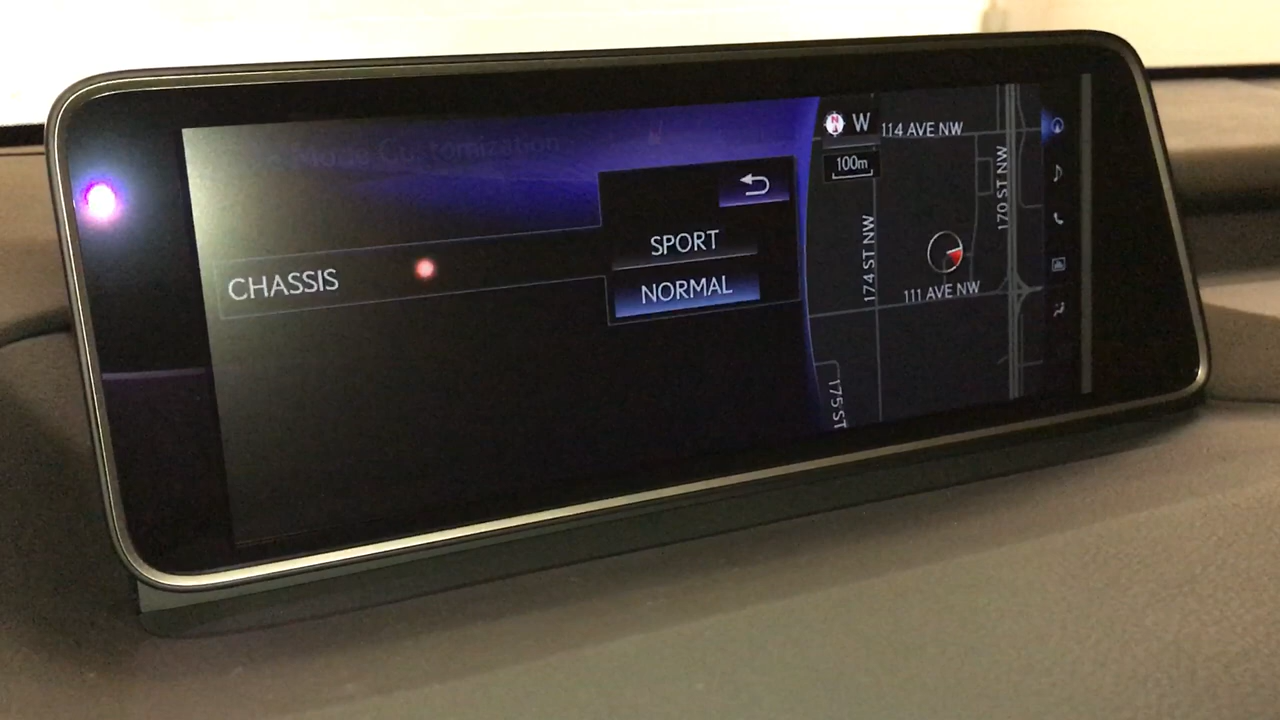 Mode Customization
CHASSIS
SPORT
NORMAL
N
W
100m
114 AVE NW
170 ST NW
174 ST NW
111 AVE NW
175 ST